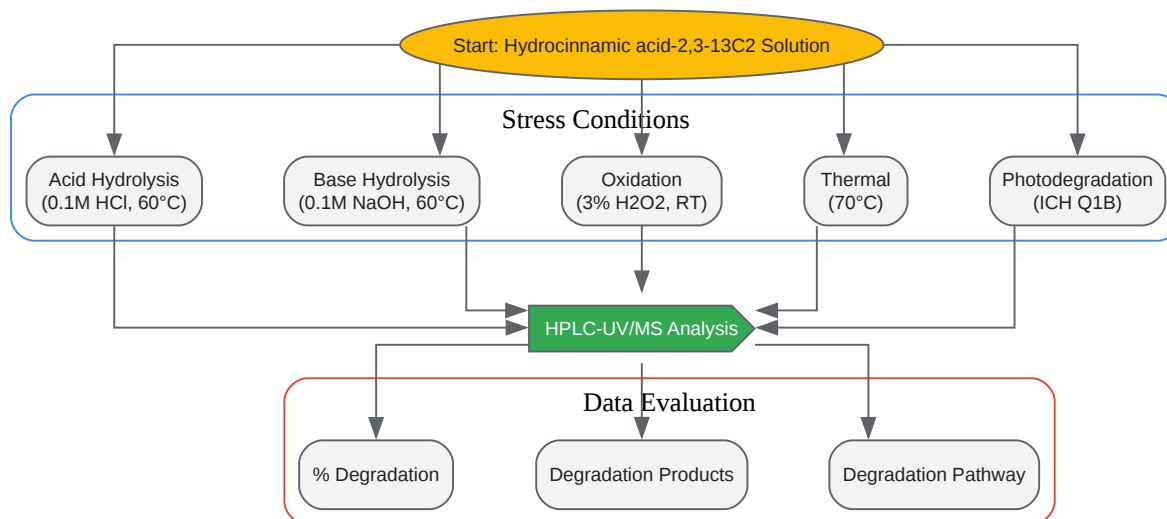 Start: Hydrocinnamic acid-2,3-13C2 Solution
Stress Conditions
Acid Hydrolysis
(0.1M HCl, 60°C)
Base Hydrolysis
(0.1M NaOH, 60°C)
Oxidation
(3% H2O2, RT)
Thermal
(70°C)
Photodegradation
(ICH Q1B)
HPLC-UV/MS Analysis
Data Evaluation
% Degradation
Degradation Products
Degradation Pathway